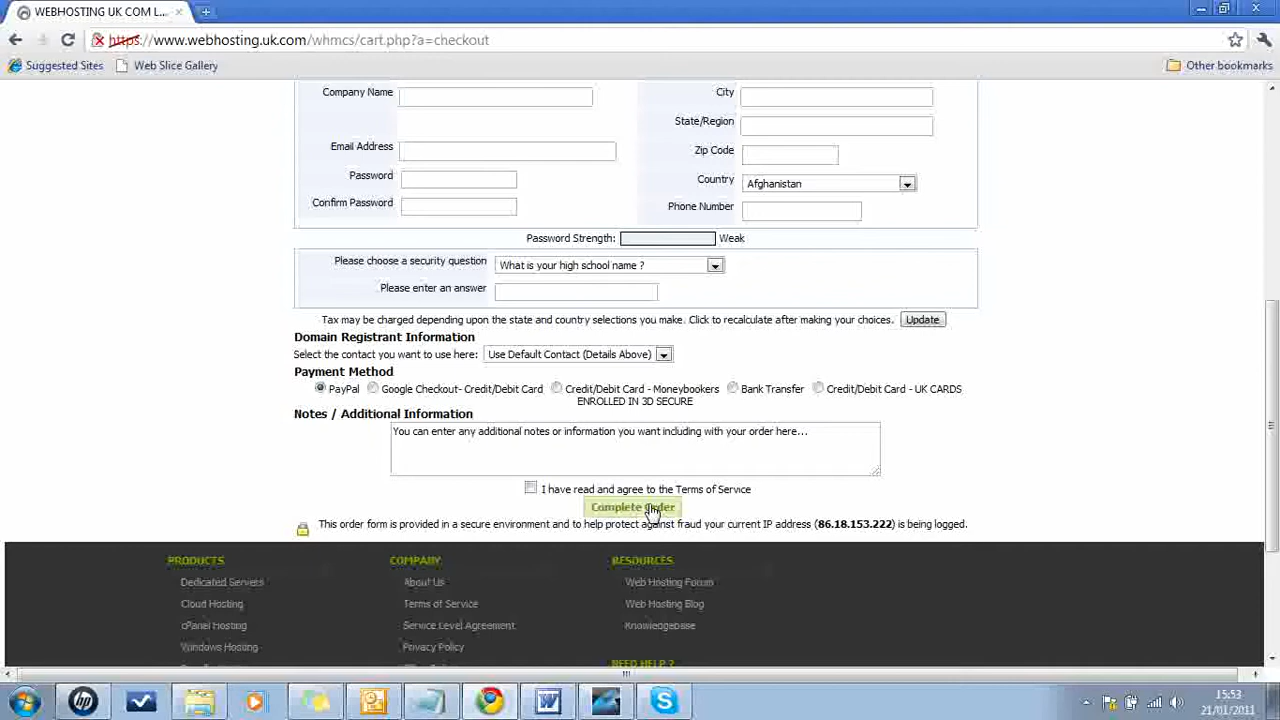 WEBHOSTING UK COM L...
https://www.webhosting.uk.com/whmcs/cart.php?a=checkout
Suggested Sites
Web Slice Gallery
Other bookmarks
Company Name
City
State/Region
Email Address
Zip Code
Password
Country
Afghanistan
Confirm Password
Phone Number
Password Strength:
Weak
Please choose a security question
What is your high school name ?
Please enter an answer
Tax may be charged depending upon the state and country selections you make. Click to recalculate after making your choices.
Update
Domain Registrant Information
Select the contact you want to use here:
Use Default Contact (Details Above)
Payment Method
PayPal
Google Checkout- Credit/Debit Card
Credit/Debit Card - Moneybookers
Bank Transfer
Credit/Debit Card - UK CARDS
ENROLLED IN 3D SECURE
Notes / Additional Information
You can enter any additional notes or information you want including with your order here...
I have read and agree to the Terms of Service
Complete Order
This order form is provided in a secure environment and to help protect against fraud your current IP address (86.18.153.222) is being logged.
PRODUCTS
COMPANY
RESOURCES
Dedicated Servers
About Us
Web Hosting Forum
Cloud Hosting
Terms of Service
Web Hosting Blog
cPanel Hosting
Service Level Agreement
Knowledgebase
Windows Hosting
Privacy Policy
NEED HELP ?
hp
15:53
21/01/2011